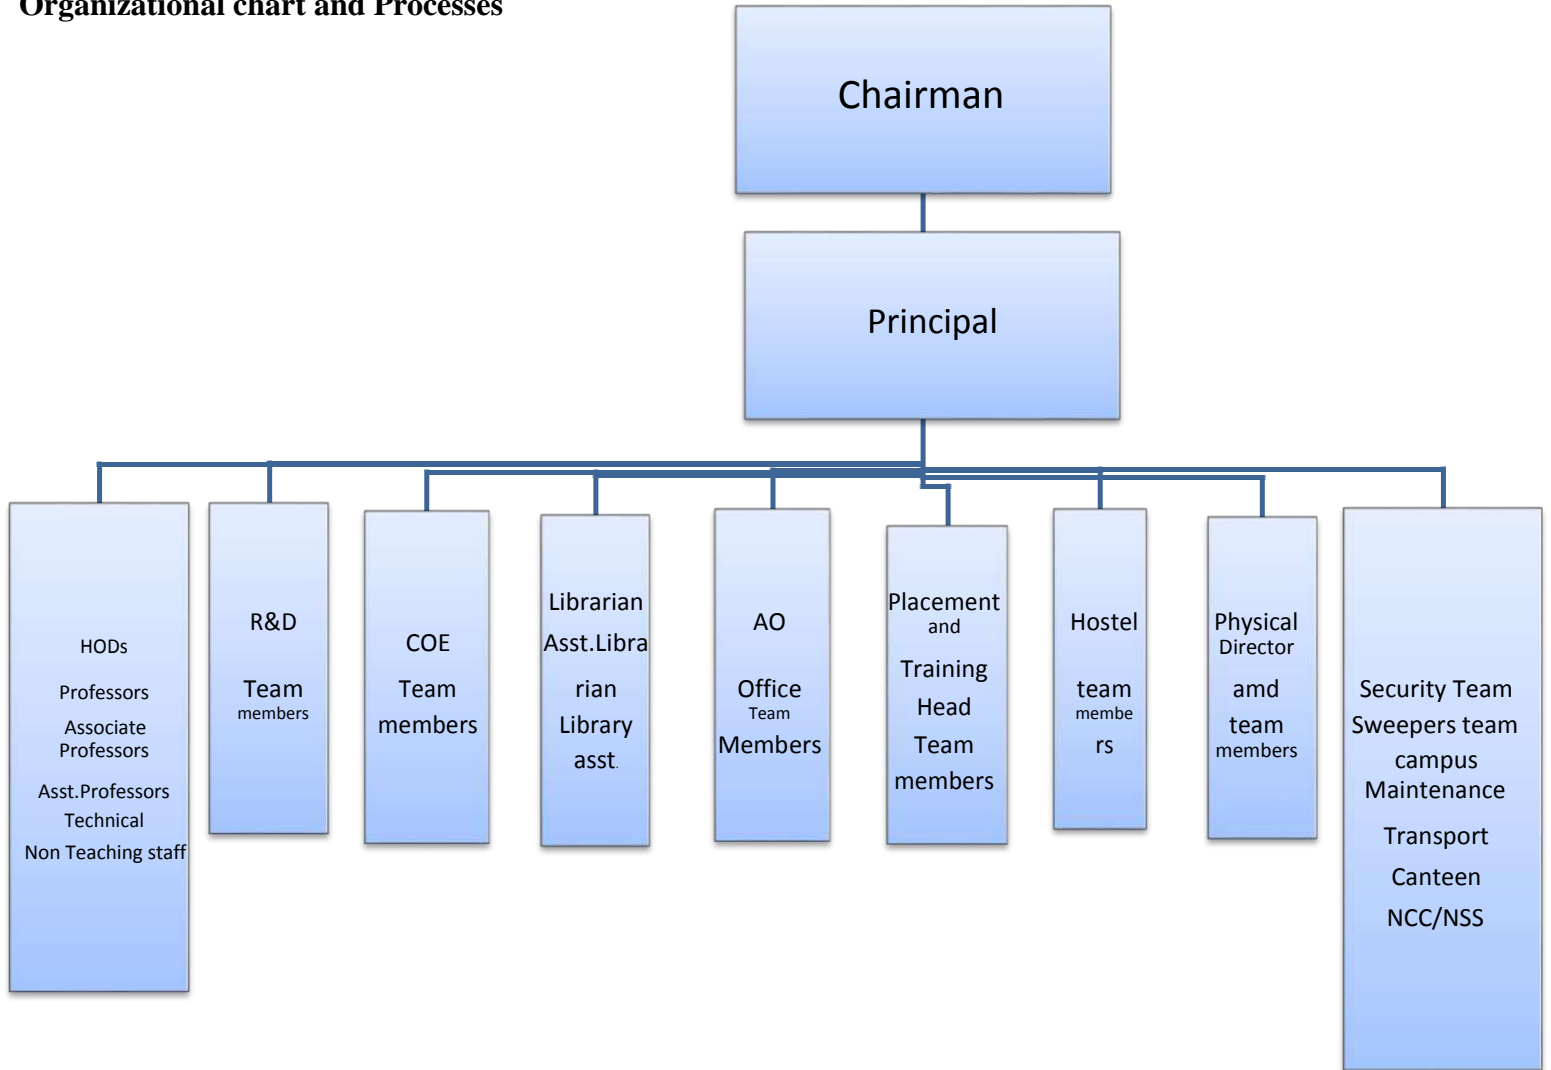 Organizational chart and Processes
Chairman
Principal
HODs
Professors
Associate
Professors
Asst.Professors
Technical
Non Teaching staff
R&D
Team
members
COE
Team
members
Librarian
Asst.Libra
rian
Library
asst.
AO
Office
Team
Members
Placement
and
Training
Head
Team
members
Hostel
team
membe
rs
Physical
Director
amd
team
members
Security Team
Sweepers team
campus
Maintenance
Transport
Canteen
NCC/NSS